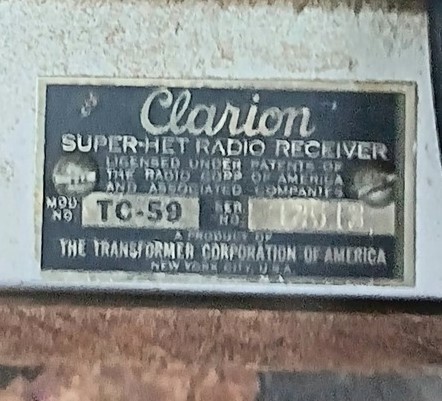 Clarion
SUPER-HET RADIO RECEIVER
LICENSED UNDER PATENTS OF
THE RADIO CORP OF AMERICA
AND ASSOCIATED COMPANIES
MOD. NO. TC-59 SER. NO.
A PRODUCT OF
THE TRANSFORMER CORPORATION OF AMERICA
NEW YORK CITY, U.S.A.